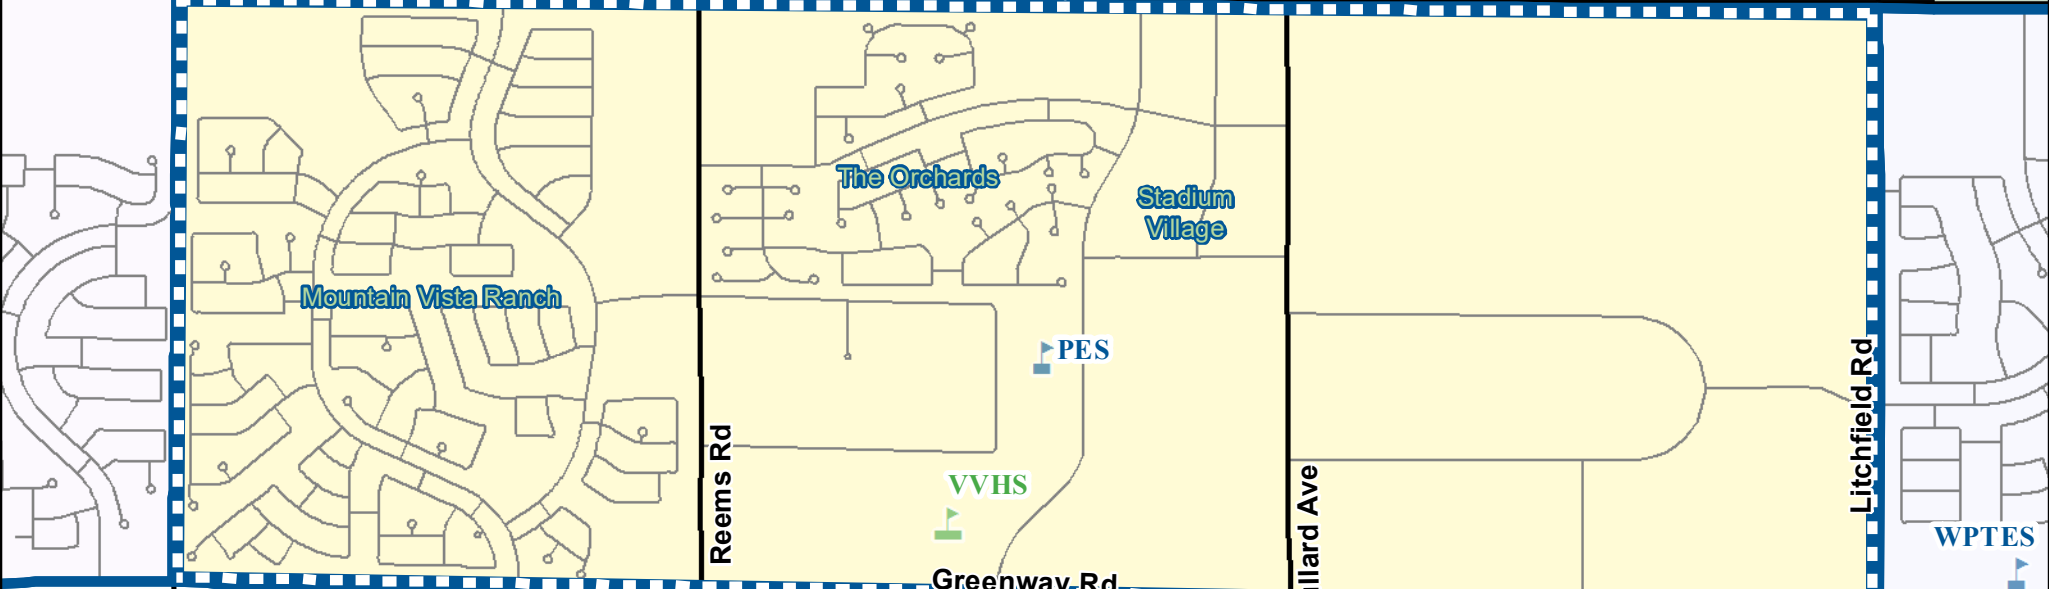 The Orchards
Stadium
Village
Mountain Vista Ranch
PES
Litchfield Rd
Reems Rd
VVHS
llard Ave
WPTES
Greenway Rd